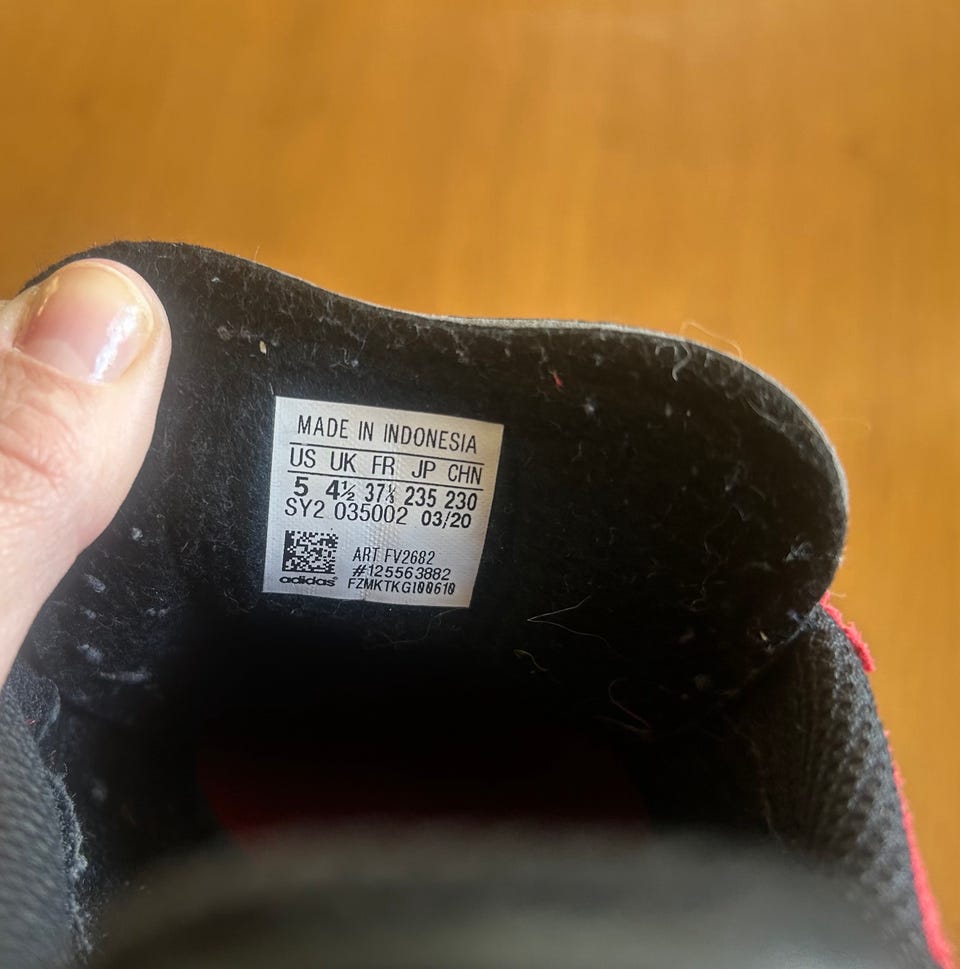 MADE IN INDONESIA
US UK FR JP CHN
5 4½ 37⅓ 235 230
SY2 035002 03/20
ART FV2682
#125563882
adidas® FZMKTKG100610